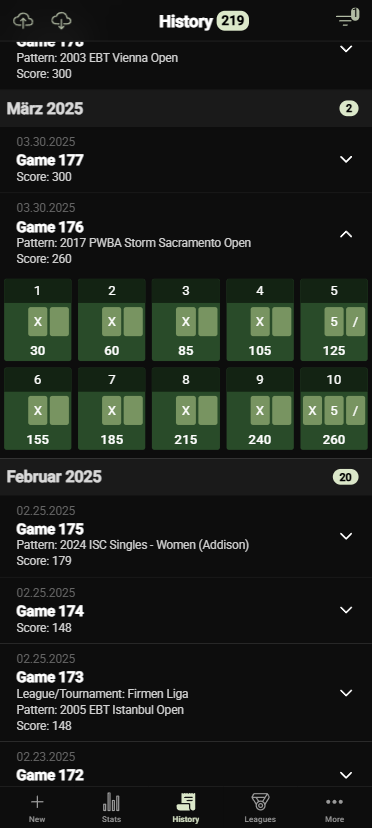 History 219
1
Game 178
Pattern: 2003 EBT Vienna Open
Score: 300
März 2025 2
03.30.2025
Game 177
Score: 300
03.30.2025
Game 176
Pattern: 2017 PWBA Storm Sacramento Open
Score: 260
1 2 3 4 5
X X X X 5 /
30 60 85 105 125
6 7 8 9 10
X X X X X 5 /
155 185 215 240 260
Februar 2025 20
02.25.2025
Game 175
Pattern: 2024 ISC Singles - Women (Addison)
Score: 179
02.25.2025
Game 174
Score: 148
02.25.2025
Game 173
League/Tournament: Firmen Liga
Pattern: 2005 EBT Istanbul Open
Score: 148
02.23.2025
Game 172
New Stats History Leagues More